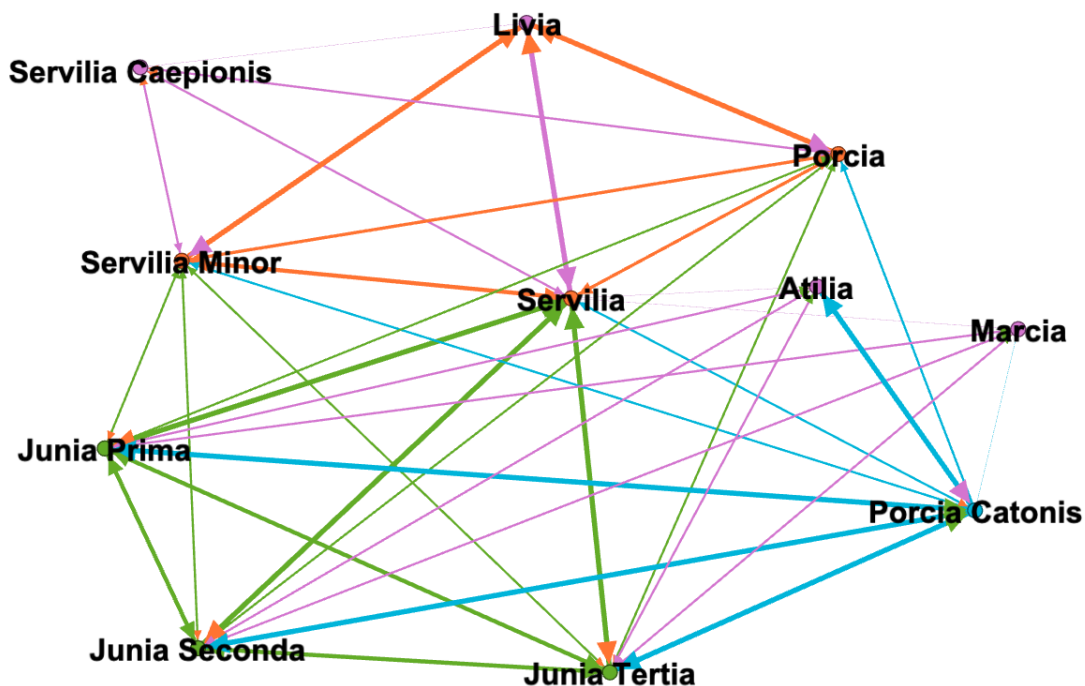 Livia
Servilia Caepionis
Porcia
Servilia Minor
Servilia
Atilia
Marcia
Junia Prima
Porcia Catonis
Junia Seconda
Junia Tertia